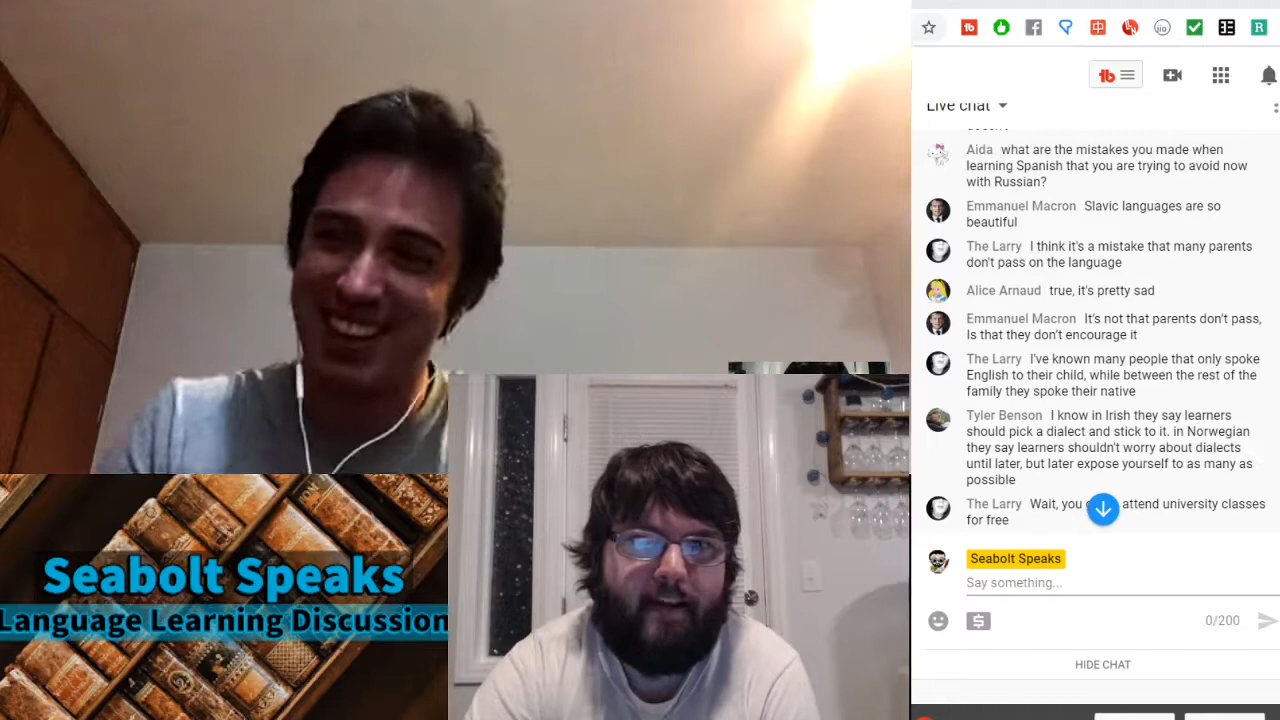 Live chat
Aida what are the mistakes you made when
learning Spanish that you are trying to avoid now
with Russian?
Emmanuel Macron Slavic languages are so
beautiful
The Larry I think it's a mistake that many parents
don't pass on the language
Alice Arnaud true, it's pretty sad
Emmanuel Macron It's not that parents don't pass,
Is that they don't encourage it
The Larry I've known many people that only spoke
English to their child, while between the rest of the
family they spoke their native
Tyler Benson I know in Irish they say learners
should pick a dialect and stick to it. in Norwegian
they say learners shouldn't worry about dialects
until later, but later expose yourself to as many as
possible
The Larry Wait, you attend university classes
for free
Seabolt Speaks
Say something...
0/200
HIDE CHAT
Seabolt Speaks
Language Learning Discussion